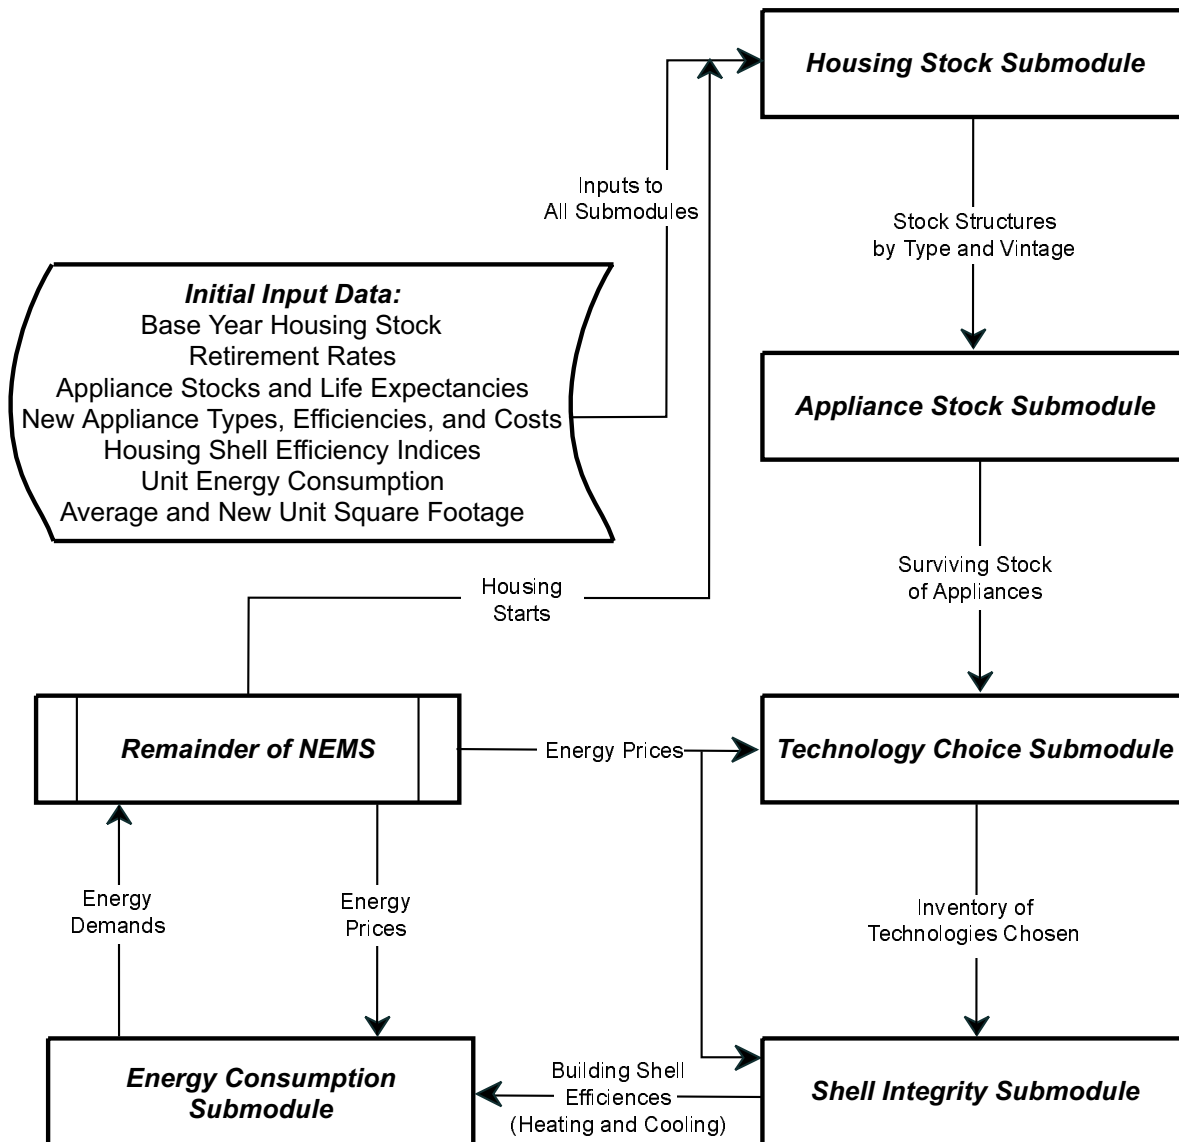 Housing Stock Submodule
Inputs to
All Submodules
Stock Structures
by Type and Vintage
Initial Input Data:
Base Year Housing Stock
Retirement Rates
Appliance Stocks and Life Expectancies
New Appliance Types, Efficiencies, and Costs
Housing Shell Efficiency Indices
Unit Energy Consumption
Average and New Unit Square Footage
Appliance Stock Submodule
Surviving Stock
of Appliances
Housing
Starts
Remainder of NEMS
Energy Prices
Technology Choice Submodule
Energy
Demands
Energy
Prices
Inventory of
Technologies Chosen
Energy Consumption
Submodule
Building Shell
Efficiences
(Heating and Cooling)
Shell Integrity Submodule